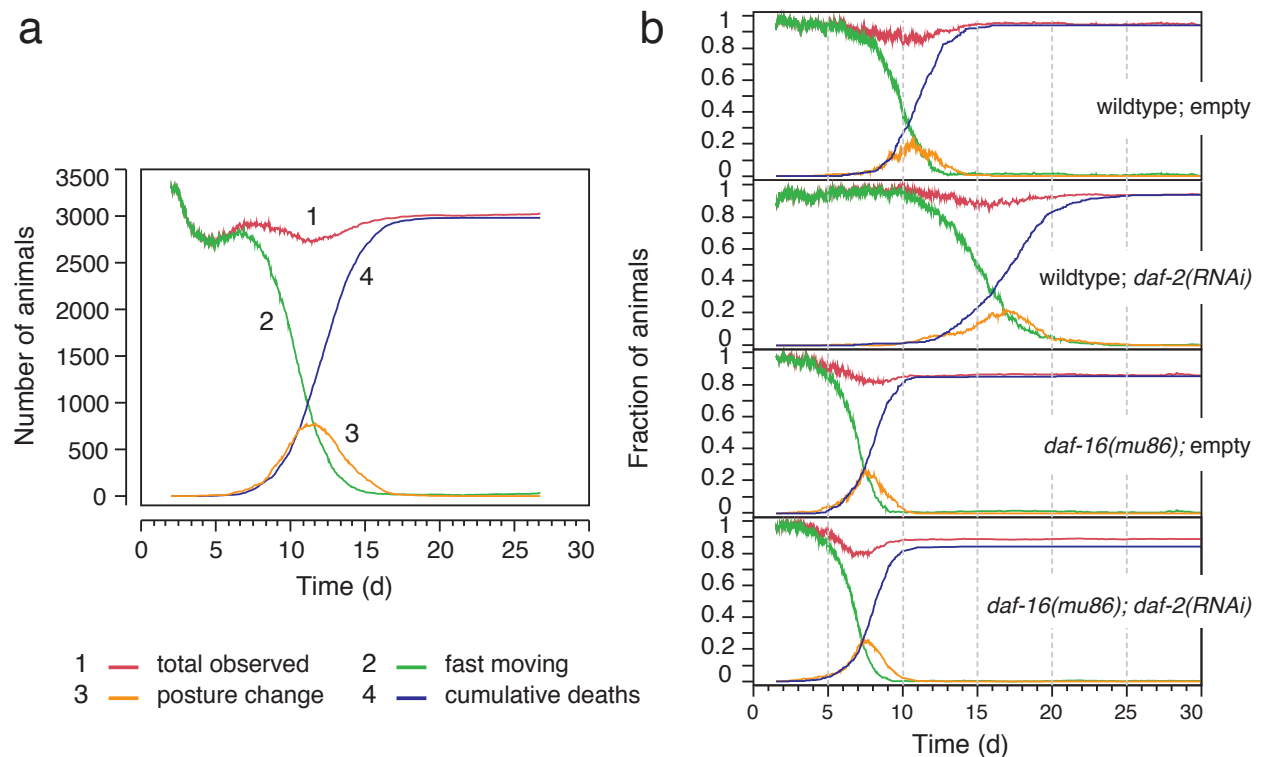 a
Number of animals
3500
3000
2500
2000
1500
1000
500
0
1
2
3
4
0 5 10 15 20 25 30
Time (d)
1 total observed 2 fast moving
3 posture change 4 cumulative deaths
b
Fraction of animals
1
0.8
0.6
0.4
0.2
0
wildtype; empty
1
0.8
0.6
0.4
0.2
0
wildtype; daf-2(RNAi)
1
0.8
0.6
0.4
0.2
0
daf-16(mu86); empty
1
0.8
0.6
0.4
0.2
0
daf-16(mu86); daf-2(RNAi)
0 5 10 15 20 25 30
Time (d)